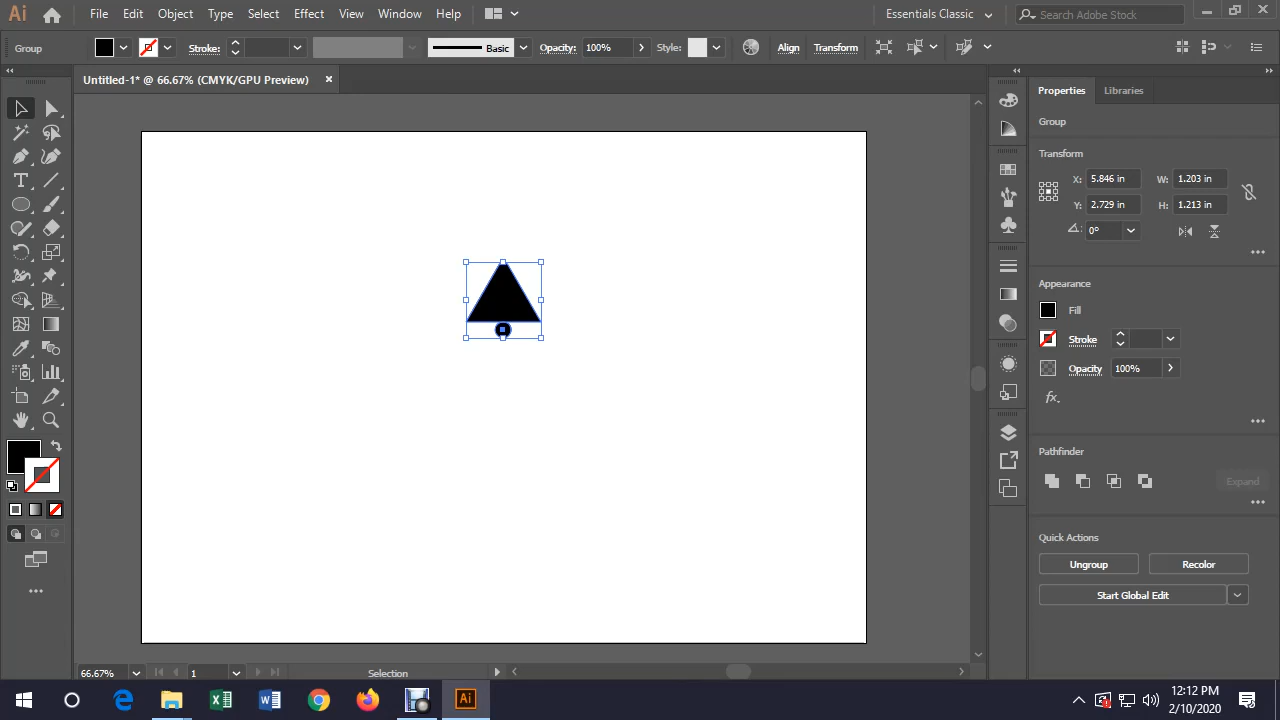 Ai File Edit Object Type Select Effect View Window Help Essentials Classic Search Adobe Stock
Group Stroke: Basic Opacity: 100% Style: Align Transform
Untitled-1* @ 66.67% (CMYK/GPU Preview)
Properties Libraries
Group
Transform
X: 5.846 in W: 1.203 in
Y: 2.729 in H: 1.213 in
0°
Appearance
Fill
Stroke
Opacity 100%
fx.
Pathfinder
Expand
Quick Actions
Ungroup Recolor
Start Global Edit
66.67% 1 Selection
Ai 12:12 PM
2/10/2020